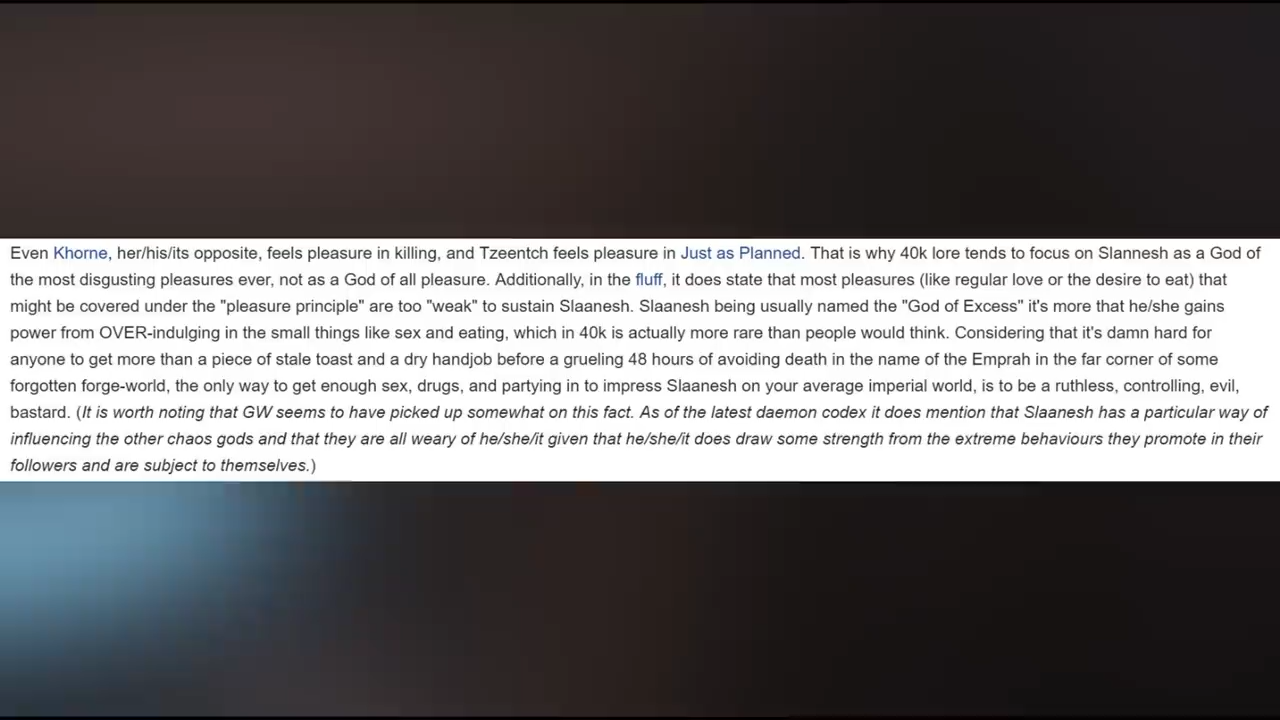 Even Khorne, her/his/its opposite, feels pleasure in killing, and Tzeentch feels pleasure in Just as Planned. That is why 40k lore tends to focus on Slannesh as a God of
the most disgusting pleasures ever, not as a God of all pleasure. Additionally, in the fluff, it does state that most pleasures (like regular love or the desire to eat) that
might be covered under the "pleasure principle" are too "weak" to sustain Slaanesh. Slaanesh being usually named the "God of Excess" it's more that he/she gains
power from OVER-indulging in the small things like sex and eating, which in 40k is actually more rare than people would think. Considering that it's damn hard for
anyone to get more than a piece of stale toast and a dry handjob before a grueling 48 hours of avoiding death in the name of the Emprah in the far corner of some
forgotten forge-world, the only way to get enough sex, drugs, and partying in to impress Slaanesh on your average imperial world, is to be a ruthless, controlling, evil,
bastard. (It is worth noting that GW seems to have picked up somewhat on this fact. As of the latest daemon codex it does mention that Slaanesh has a particular way of
influencing the other chaos gods and that they are all weary of he/she/it given that he/she/it does draw some strength from the extreme behaviours they promote in their
followers and are subject to themselves.)